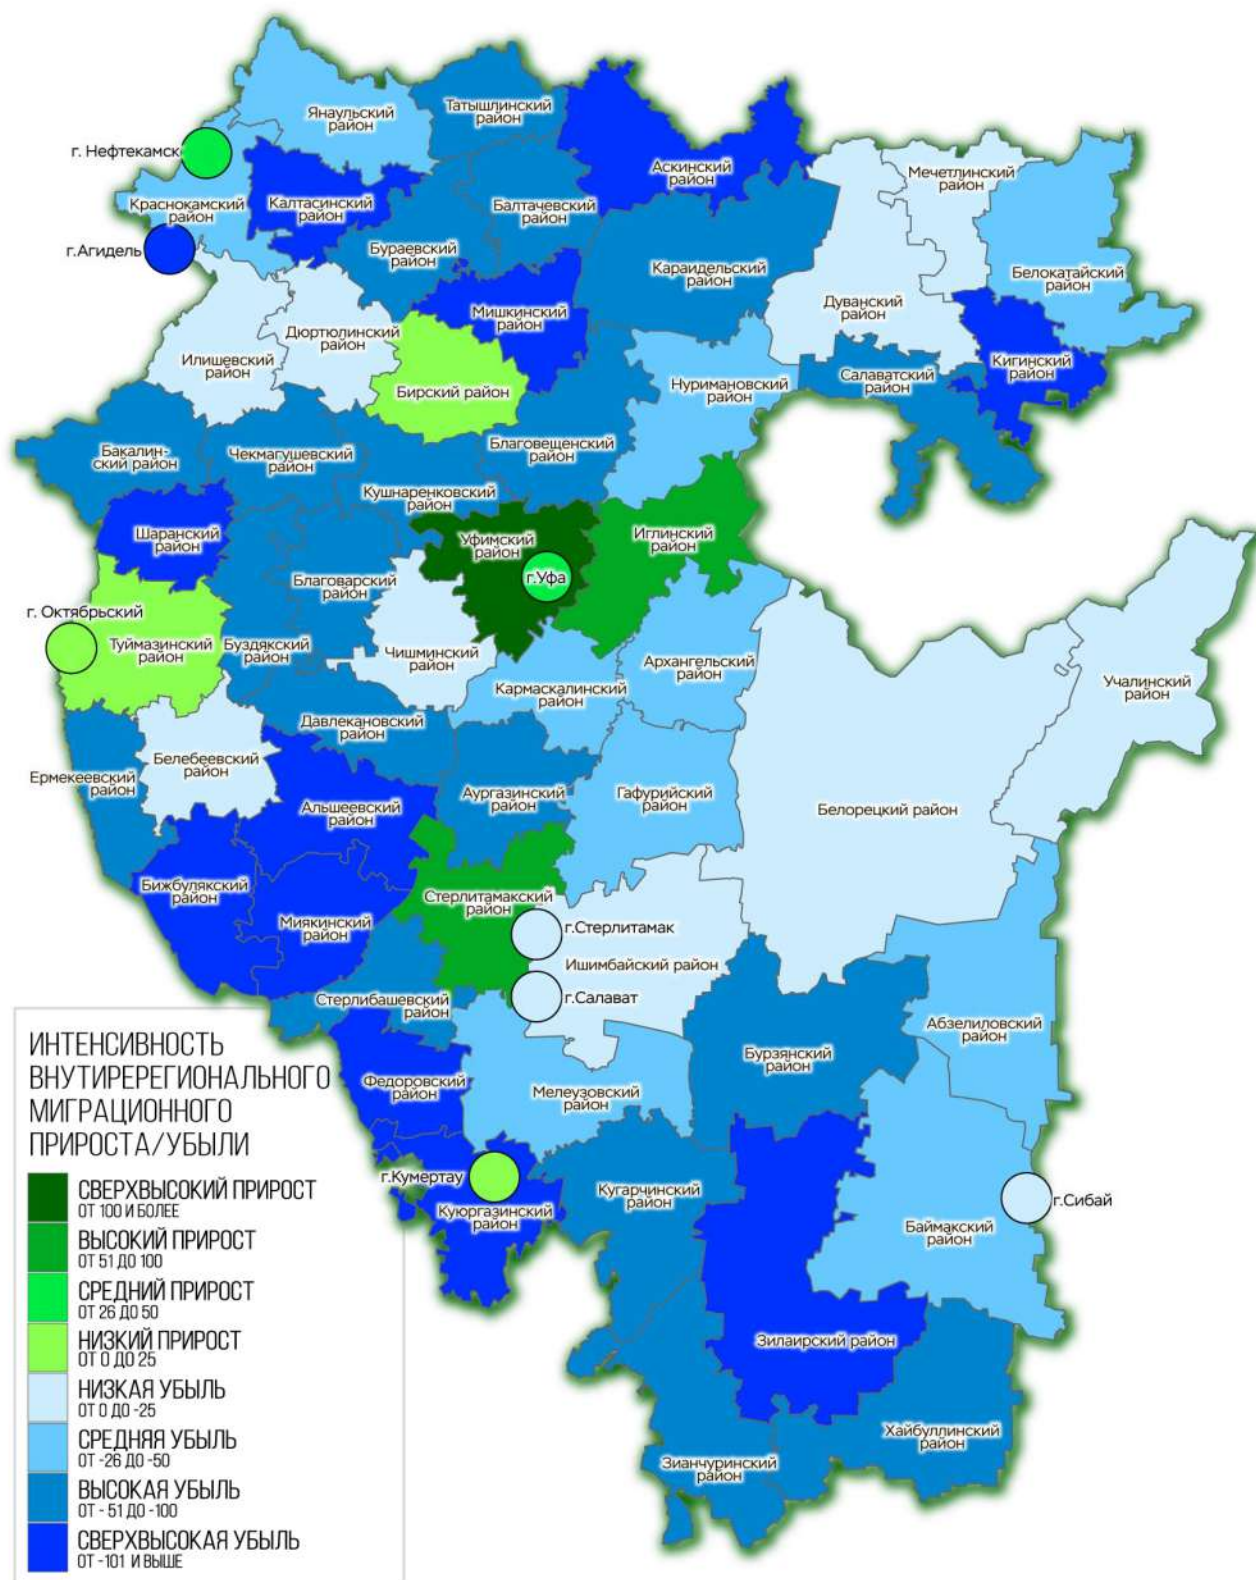 Янаульский
район
Татышлинский
район
г. Нефтекамск
Аскинский
район
Мечетлинский
район
Краснокамский
район
Калтасинский
район
Балтачевский
район
г.Агидель
Бураевский
район
Караидельский
район
Белокатайский
район
Дуванский
район
Мишкинский
район
Дюртюлинский
район
Илишевский
район
Кигинский
район
Салаватский
район
Нуримановский
район
Бирский район
Благовещенский
район
Бакалин-
ский район
Чекмагушевский
район
Кушнаренковский
район
Шаранский
район
Уфимский
район
Иглинский
район
г.Уфа
Благоварский
район
г. Октябрьский
Туймазинский
район
Буздякский
район
Чишминский
район
Архангельский
район
Учалинский
район
Кармаскалинский
район
Давлекановский
район
Белебеевский
район
Ермекеевский
район
Аургазинский
район
Гафурийский
район
Альшеевский
район
Белорецкий район
Бижбулякский
район
Стерлитамакский
район
Миякинский
район
г.Стерлитамак
Ишимбайский район
г.Салават
Стерлибашевский
район
Абзелиловский
район
Бурзянский
район
Федоровский
район
Мелеузовский
район
г.Кумертау
Куюргазинский
район
Кугарчинский
район
г.Сибай
Баймакский
район
Зилаирский район
Хайбуллинский
район
Зианчуринский
район
ИНТЕНСИВНОСТЬ
ВНУТИРЕРЕГИОНАЛЬНОГО
МИГРАЦИОННОГО
ПРИРОСТА/УБЫЛИ
СВЕРХВЫСОКИЙ ПРИРОСТ
ОТ 100 И БОЛЕЕ
ВЫСОКИЙ ПРИРОСТ
ОТ 51 ДО 100
СРЕДНИЙ ПРИРОСТ
ОТ 26 ДО 50
НИЗКИЙ ПРИРОСТ
ОТ 0 ДО 25
НИЗКАЯ УБЫЛЬ
ОТ 0 ДО -25
СРЕДНЯЯ УБЫЛЬ
ОТ -26 ДО -50
ВЫСОКАЯ УБЫЛЬ
ОТ - 51 ДО -100
СВЕРХВЫСОКАЯ УБЫЛЬ
ОТ -101 И ВЫШЕ